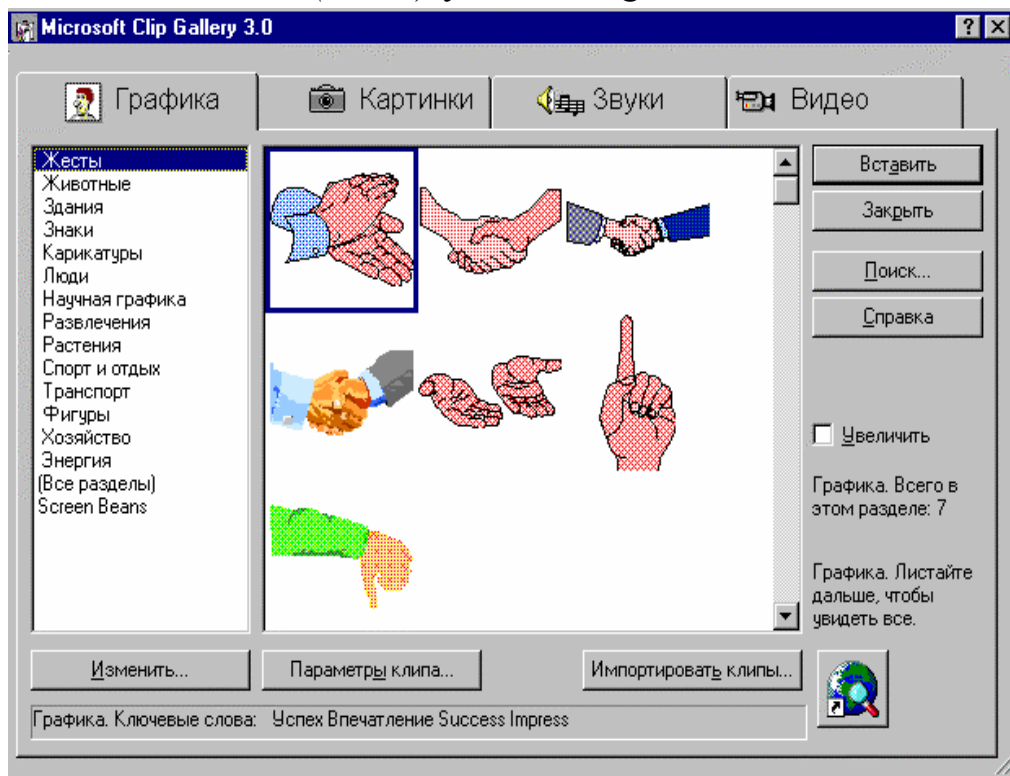 Microsoft Clip Gallery 3.0
Графика
Картинки
Звуки
Видео
Жесты
Животные
Здания
Знаки
Карикатуры
Люди
Научная графика
Развлечения
Растения
Спорт и отдых
Транспорт
Фигуры
Хозяйство
Энергия
(Все разделы)
Screen Beans
Вставить
Закрыть
Поиск...
Справка
Увеличить
Графика. Всего в
этом разделе: 7
Графика. Листайте
дальше, чтобы
увидеть все.
Изменить...
Параметры клипа...
Импортировать клипы...
Графика. Ключевые слова: Успех Впечатление Success Impress